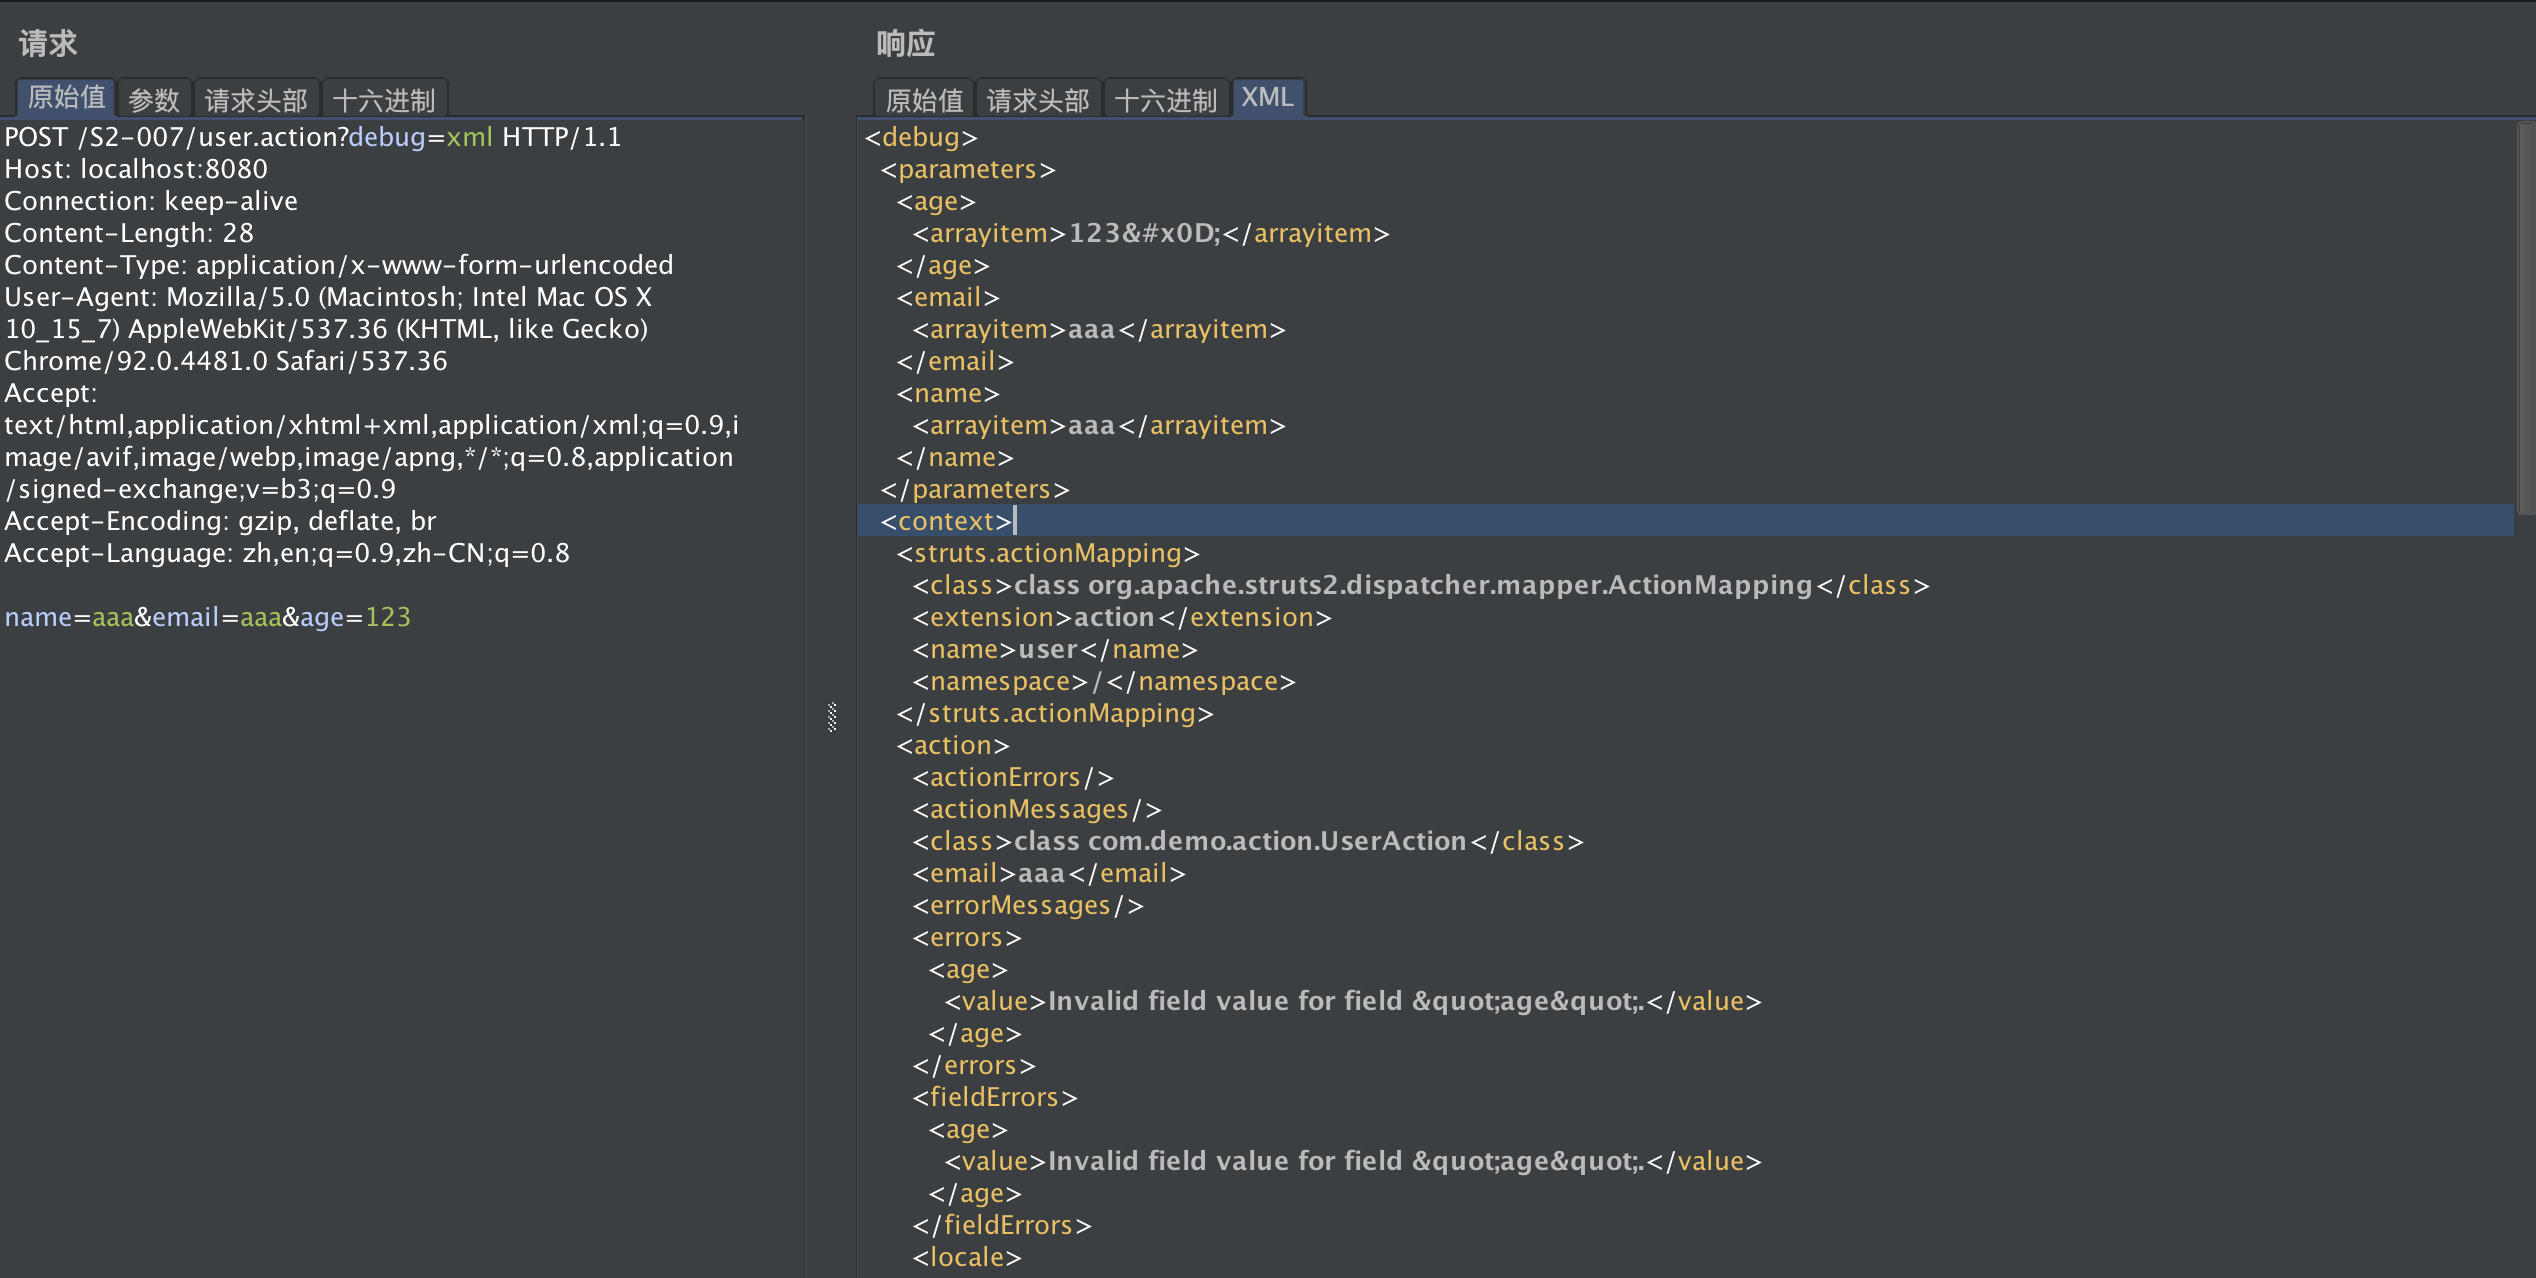 请求
原始值 参数 请求头部 十六进制
POST /S2-007/user.action?debug=xml HTTP/1.1
Host: localhost:8080
Connection: keep-alive
Content-Length: 28
Content-Type: application/x-www-form-urlencoded
User-Agent: Mozilla/5.0 (Macintosh; Intel Mac OS X
10_15_7) AppleWebKit/537.36 (KHTML, like Gecko)
Chrome/92.0.4481.0 Safari/537.36
Accept:
text/html,application/xhtml+xml,application/xml;q=0.9,i
mage/avif,image/webp,image/apng,*/*;q=0.8,application
/signed-exchange;v=b3;q=0.9
Accept-Encoding: gzip, deflate, br
Accept-Language: zh,en;q=0.9,zh-CN;q=0.8
name=aaa&email=aaa&age=123
响应
原始值 请求头部 十六进制 XML
<debug>
<parameters>
<age>
<arrayitem>123&#x0D;</arrayitem>
</age>
<email>
<arrayitem>aaa</arrayitem>
</email>
<name>
<arrayitem>aaa</arrayitem>
</name>
</parameters>
<context>
<struts.actionMapping>
<class>class org.apache.struts2.dispatcher.mapper.ActionMapping</class>
<extension>action</extension>
<name>user</name>
<namespace>/</namespace>
</struts.actionMapping>
<action>
<actionErrors/>
<actionMessages/>
<class>class com.demo.action.UserAction</class>
<email>aaa</email>
<errorMessages/>
<errors>
<age>
<value>Invalid field value for field &quot;age&quot;.</value>
</age>
</errors>
<fieldErrors>
<age>
<value>Invalid field value for field &quot;age&quot;.</value>
</age>
</fieldErrors>
<locale>